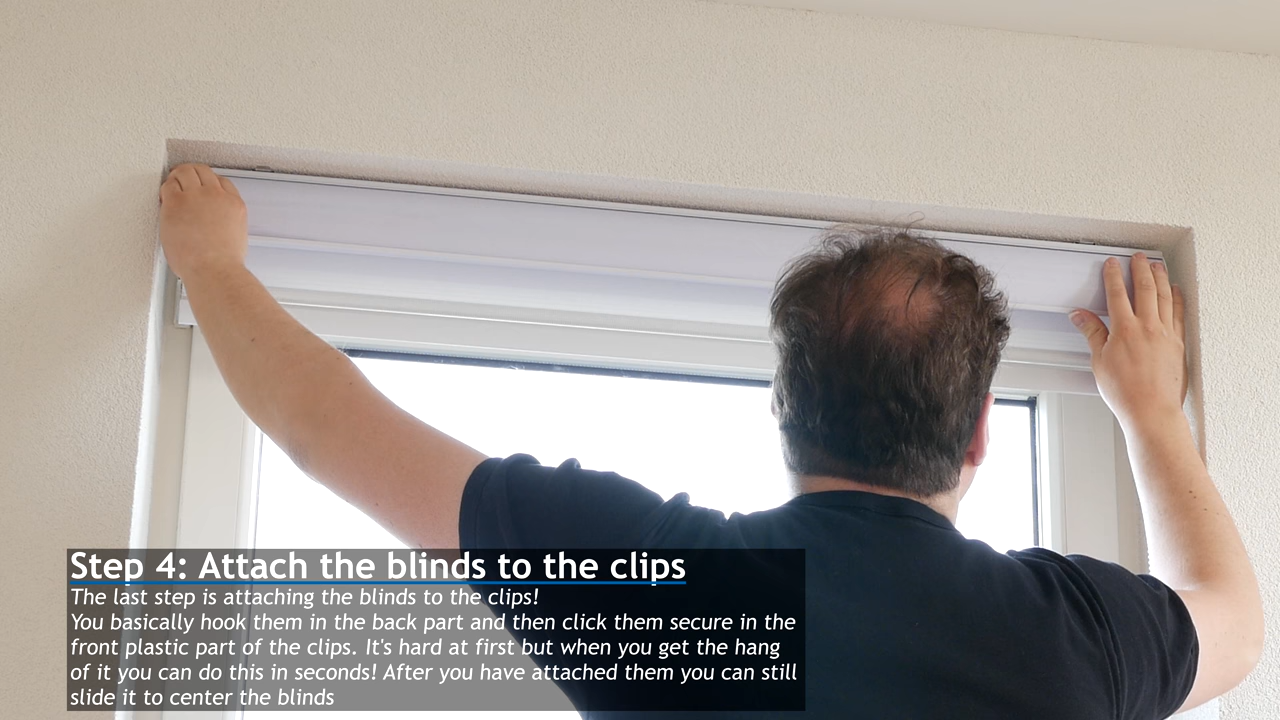 Step 4: Attach the blinds to the clips
The last step is attaching the blinds to the clips!
You basically hook them in the back part and then click them secure in the
front plastic part of the clips. It's hard at first but when you get the hang
of it you can do this in seconds! After you have attached them you can still
slide it to center the blinds